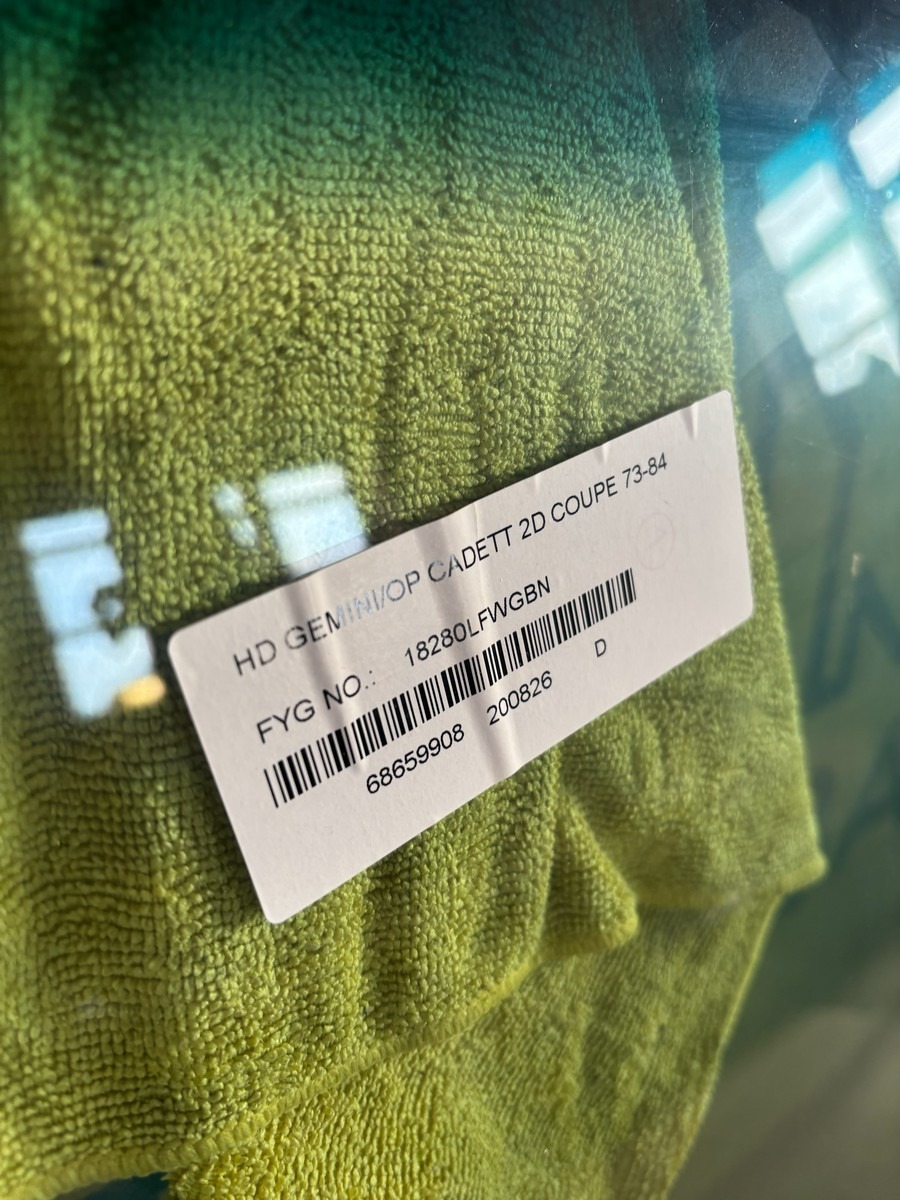 HD GEMINI/OP CADETT 2D COUPE 73-84
FYG NO.: 18280LFWGBN
68659908 200826 D